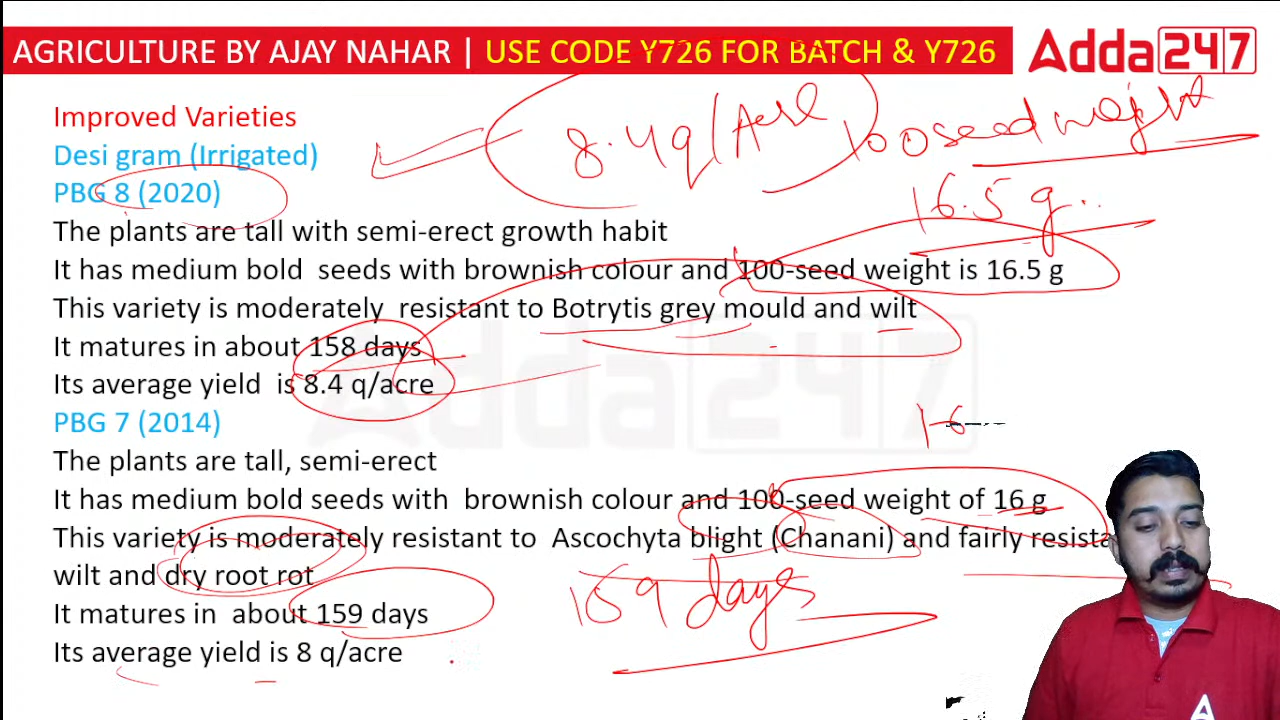 AGRICULTURE BY AJAY NAHAR | USE CODE Y726 FOR BATCH & Y726
Adda247
Improved Varieties
Desi gram (Irrigated)
PBG 8 (2020)
8.4q/Acre
100seed weight
16.5 g..
The plants are tall with semi-erect growth habit
It has medium bold seeds with brownish colour and 100-seed weight is 16.5 g
This variety is moderately resistant to Botrytis grey mould and wilt
It matures in about 158 days
Its average yield is 8.4 q/acre
PBG 7 (2014)
16
The plants are tall, semi-erect
It has medium bold seeds with brownish colour and 100-seed weight of 16 g
This variety is moderately resistant to Ascochyta blight (Chanani) and fairly resista
wilt and dry root rot
It matures in about 159 days
159 days
Its average yield is 8 q/acre
Adda247